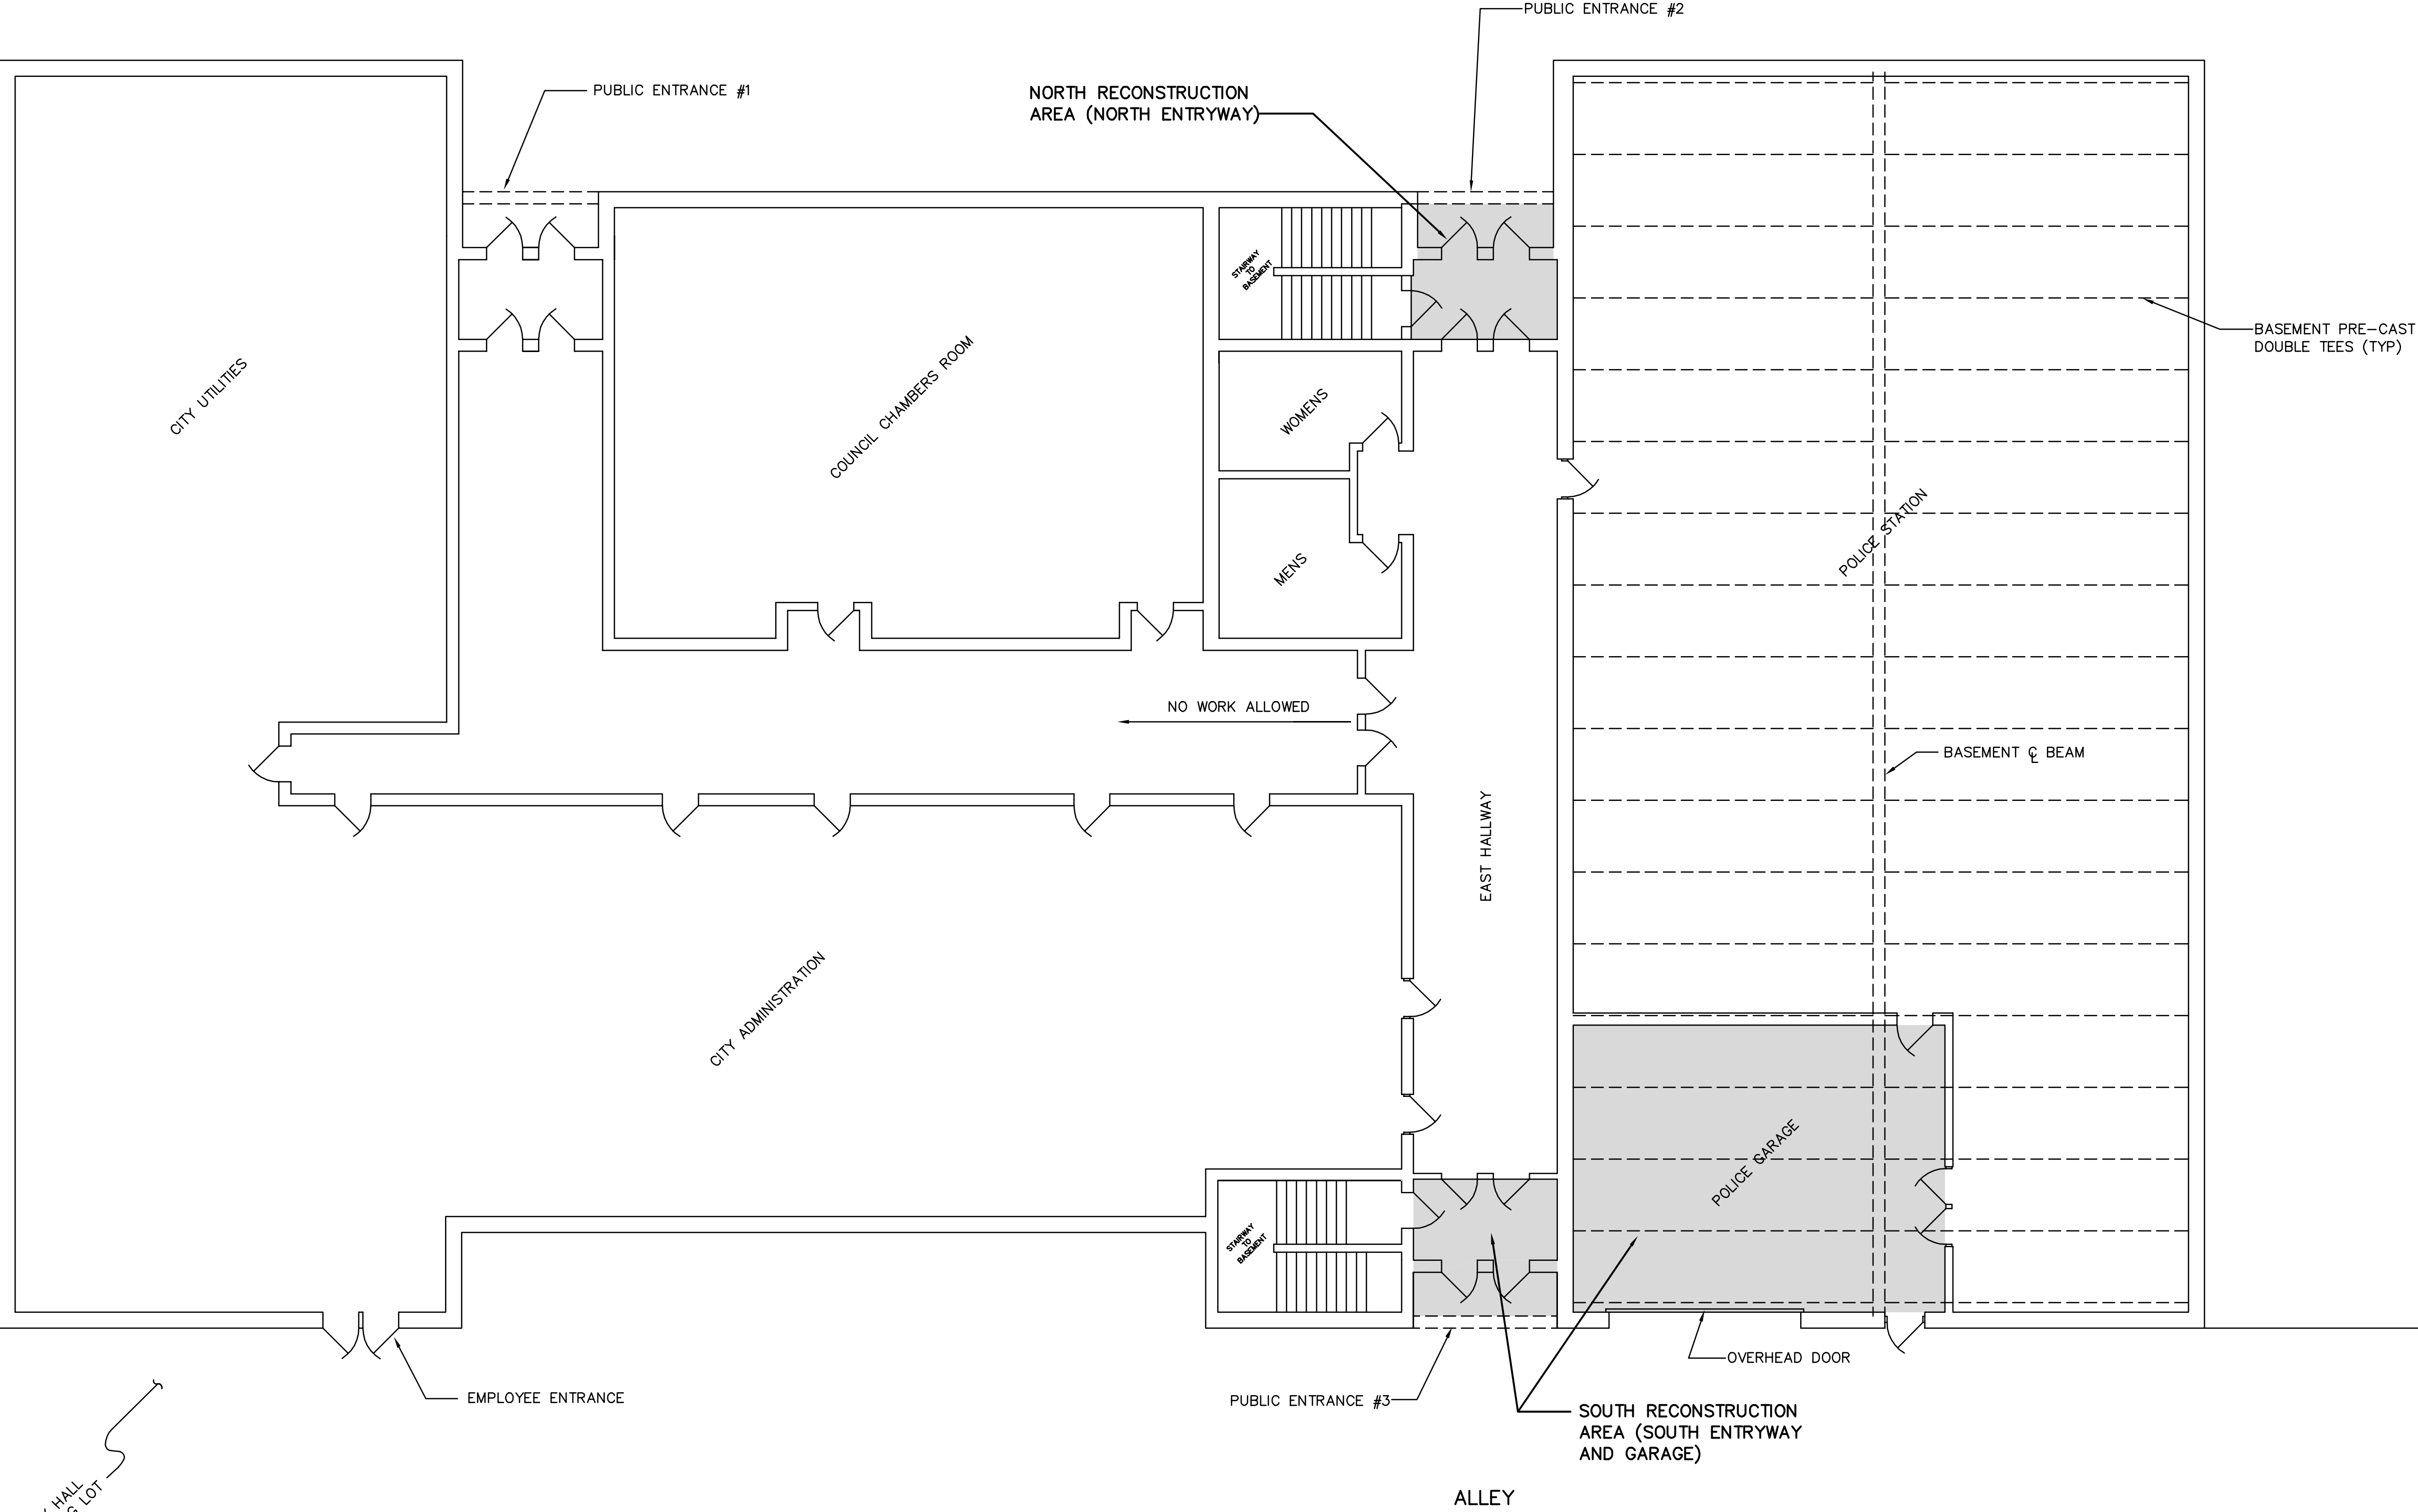 PUBLIC ENTRANCE #2
PUBLIC ENTRANCE #1
NORTH RECONSTRUCTION
AREA (NORTH ENTRYWAY)
STAIRWAY
TO
BASEMENT
BASEMENT PRE-CAST
DOUBLE TEES (TYP)
CITY UTILITIES
COUNCIL CHAMBERS ROOM
WOMENS
MENS
POLICE STATION
NO WORK ALLOWED
BASEMENT ℄ BEAM
EAST HALLWAY
CITY ADMINISTRATION
POLICE GARAGE
STAIRWAY
TO
BASEMENT
OVERHEAD DOOR
EMPLOYEE ENTRANCE
PUBLIC ENTRANCE #3
SOUTH RECONSTRUCTION
AREA (SOUTH ENTRYWAY
AND GARAGE)
HALL
LOT
ALLEY